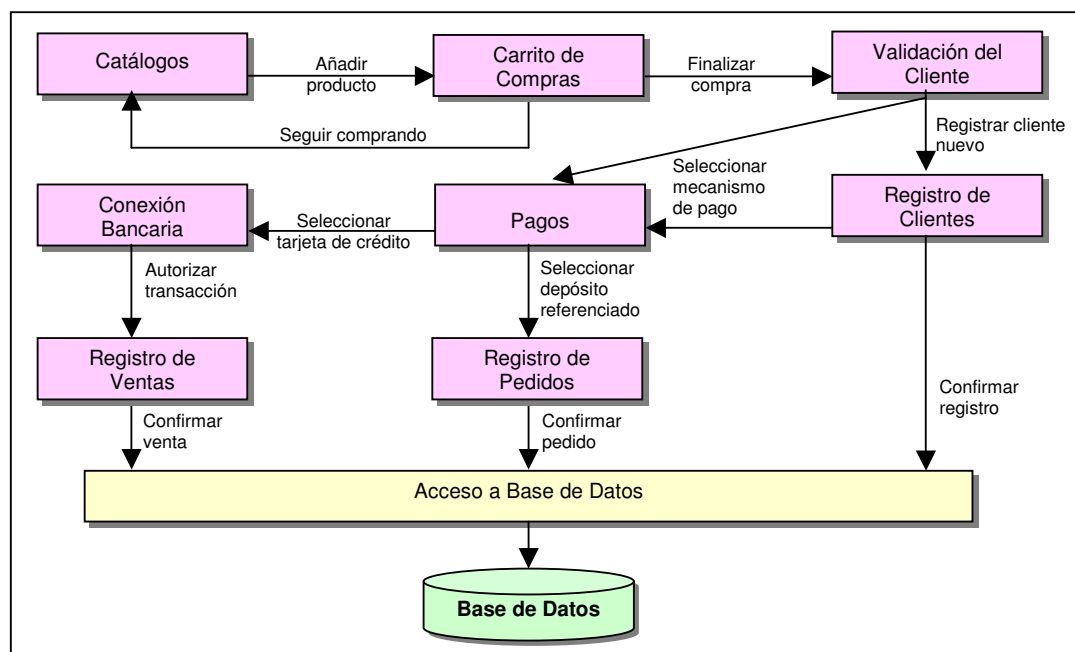 Catálogos
Añadir
producto
Carrito de
Compras
Finalizar
compra
Validación del
Cliente
Seguir comprando
Registrar cliente
nuevo
Seleccionar
mecanismo
de pago
Conexión
Bancaria
Seleccionar
tarjeta de crédito
Pagos
Registro de
Clientes
Autorizar
transacción
Seleccionar
depósito
referenciado
Registro de
Ventas
Registro de
Pedidos
Confirmar
registro
Confirmar
venta
Confirmar
pedido
Acceso a Base de Datos
Base de Datos